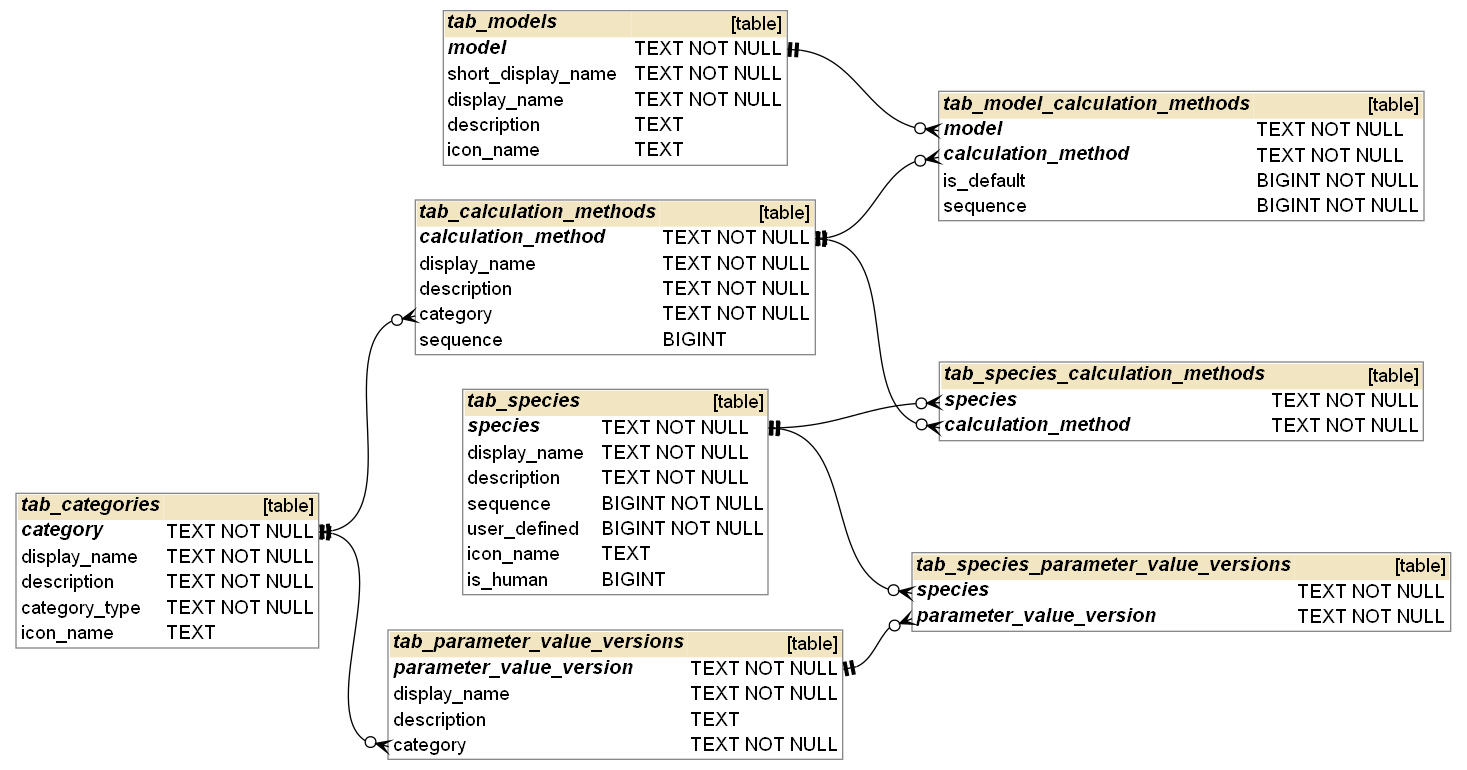 tab_models [table]
model TEXT NOT NULL
short_display_name TEXT NOT NULL
display_name TEXT NOT NULL
description TEXT
icon_name TEXT
tab_model_calculation_methods [table]
model TEXT NOT NULL
calculation_method TEXT NOT NULL
is_default BIGINT NOT NULL
sequence BIGINT NOT NULL
tab_calculation_methods [table]
calculation_method TEXT NOT NULL
display_name TEXT NOT NULL
description TEXT NOT NULL
category TEXT NOT NULL
sequence BIGINT
tab_species_calculation_methods [table]
species TEXT NOT NULL
calculation_method TEXT NOT NULL
tab_species [table]
species TEXT NOT NULL
display_name TEXT NOT NULL
description TEXT NOT NULL
sequence BIGINT NOT NULL
user_defined BIGINT NOT NULL
icon_name TEXT
is_human BIGINT
tab_categories [table]
category TEXT NOT NULL
display_name TEXT NOT NULL
description TEXT NOT NULL
category_type TEXT NOT NULL
icon_name TEXT
tab_species_parameter_value_versions [table]
species TEXT NOT NULL
parameter_value_version TEXT NOT NULL
tab_parameter_value_versions [table]
parameter_value_version TEXT NOT NULL
display_name TEXT NOT NULL
description TEXT
category TEXT NOT NULL